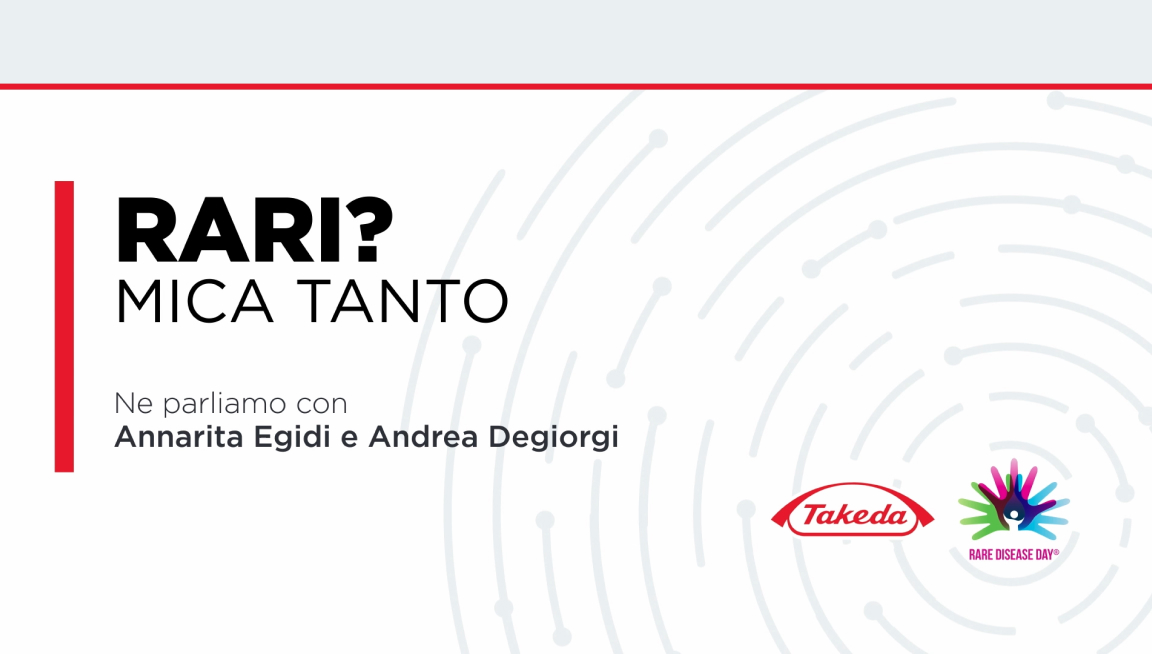 RARI?
MICA TANTO
Ne parliamo con
Annarita Egidi e Andrea Degiorgi
Takeda
RARE DISEASE DAY®